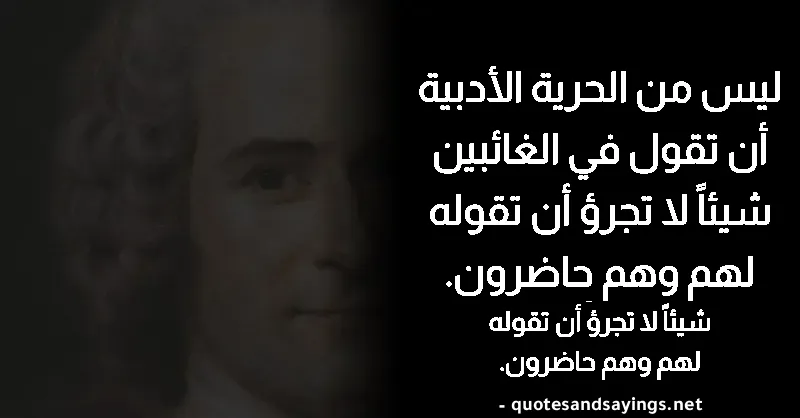 ليس من الحرية الأدبية
أن تقول في الغائبين
شيئاً لا تجرؤ أن تقوله
لهم وهم حاضرون.
شيئاً لا تجرؤ أن تقوله
لهم وهم حاضرون.
- quotesandsayings.net